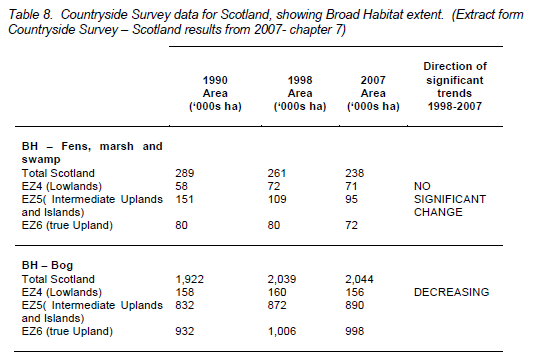 Table 8. Countryside Survey data for Scotland, showing Broad Habitat extent. (Extract form
Countryside Survey – Scotland results from 2007- chapter 7)
1990 Area (‘000s ha) 1998 Area (‘000s ha) 2007 Area (‘000s ha) Direction of significant trends 1998-2007
BH – Fens, marsh and
swamp
Total Scotland 289 261 238
EZ4 (Lowlands) 58 72 71 NO
EZ5( Intermediate Uplands 151 109 95 SIGNIFICANT
and Islands) CHANGE
EZ6 (true Upland) 80 80 72
BH – Bog
Total Scotland 1,922 2,039 2,044
EZ4 (Lowlands) 158 160 156 DECREASING
EZ5( Intermediate Uplands 832 872 890
and Islands)
EZ6 (true Upland) 932 1,006 998